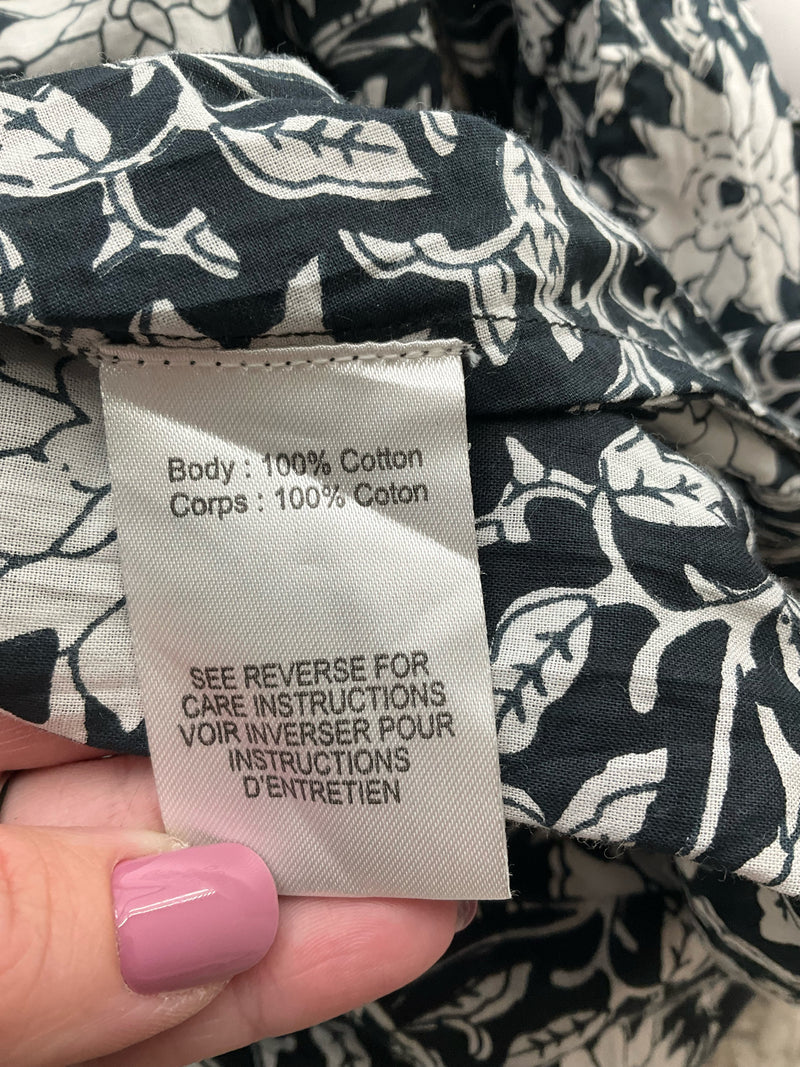 Body : 100% Cotton
Corps : 100% Coton
SEE REVERSE FOR
CARE INSTRUCTIONS
VOIR INVERSER POUR
INSTRUCTIONS
D'ENTRETIEN